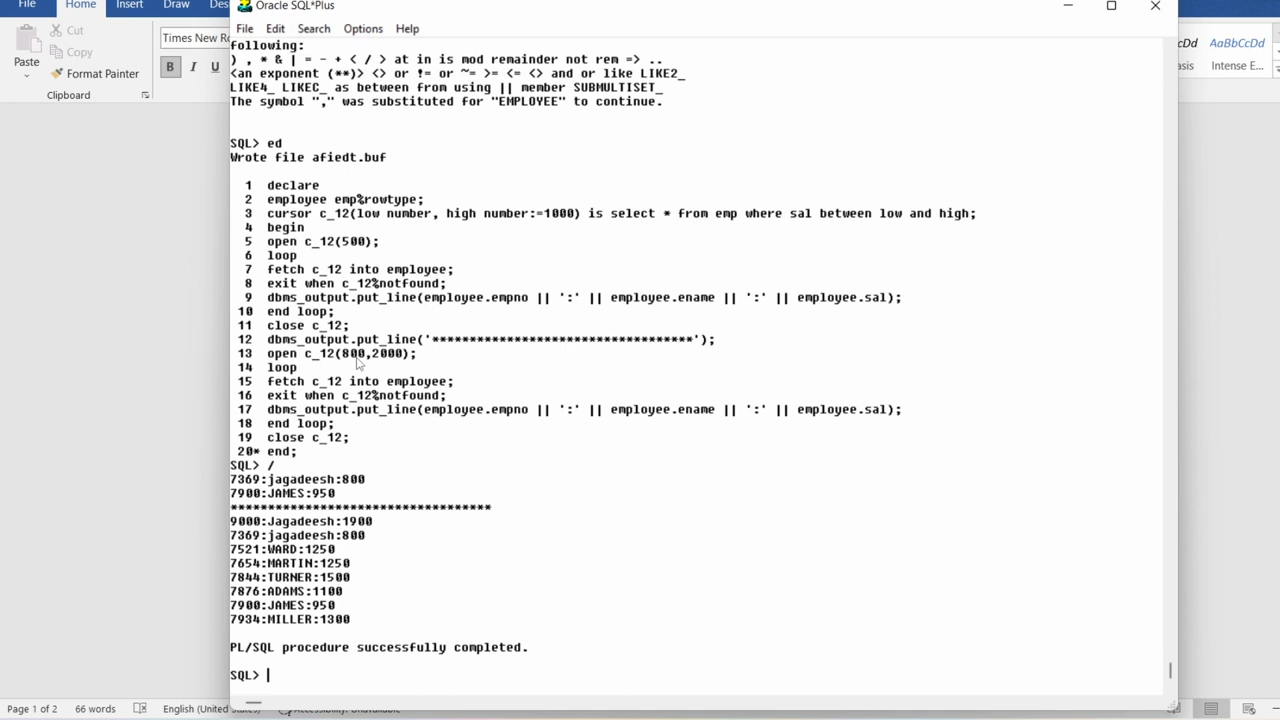 Oracle SQL*Plus
File Home Insert Draw
File Edit Search Options Help
Cut
Copy
Paste
Format Painter
Clipboard
Times New Ro
B I U
AaBbCcDd
Intense E...
following:
) , * & | = - + < / > at in is mod remainder not rem => ..
<an exponent (**)> <> or != or ~= >= <= <> and or like LIKE2_
LIKE4_ LIKEC_ as between from using || member SUBMULTISET_
The symbol "," was substituted for "EMPLOYEE" to continue.
SQL> ed
Wrote file afiedt.buf
1 declare
2 employee emp%rowtype;
3 cursor c_12(low number, high number:=1000) is select * from emp where sal between low and high;
4 begin
5 open c_12(500);
6 loop
7 fetch c_12 into employee;
8 exit when c_12%notfound;
9 dbms_output.put_line(employee.empno || ':' || employee.ename || ':' || employee.sal);
10 end loop;
11 close c_12;
12 dbms_output.put_line('***********************************');
13 open c_12(800,2000);
14 loop
15 fetch c_12 into employee;
16 exit when c_12%notfound;
17 dbms_output.put_line(employee.empno || ':' || employee.ename || ':' || employee.sal);
18 end loop;
19 close c_12;
20* end;
SQL> /
7369:jagadeesh:800
7900:JAMES:950
***********************************
9000:Jagadeesh:1900
7369:jagadeesh:800
7521:WARD:1250
7654:MARTIN:1250
7844:TURNER:1500
7876:ADAMS:1100
7900:JAMES:950
7934:MILLER:1300
PL/SQL procedure successfully completed.
SQL>
Page 1 of 2 66 words English (United